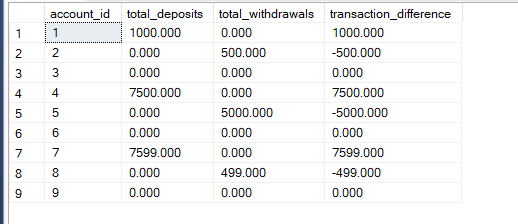 account_id total_deposits total_withdrawals transaction_difference
1 1 1000.000 0.000 1000.000
2 2 0.000 500.000 -500.000
3 3 0.000 0.000 0.000
4 4 7500.000 0.000 7500.000
5 5 0.000 5000.000 -5000.000
6 6 0.000 0.000 0.000
7 7 7599.000 0.000 7599.000
8 8 0.000 499.000 -499.000
9 9 0.000 0.000 0.000